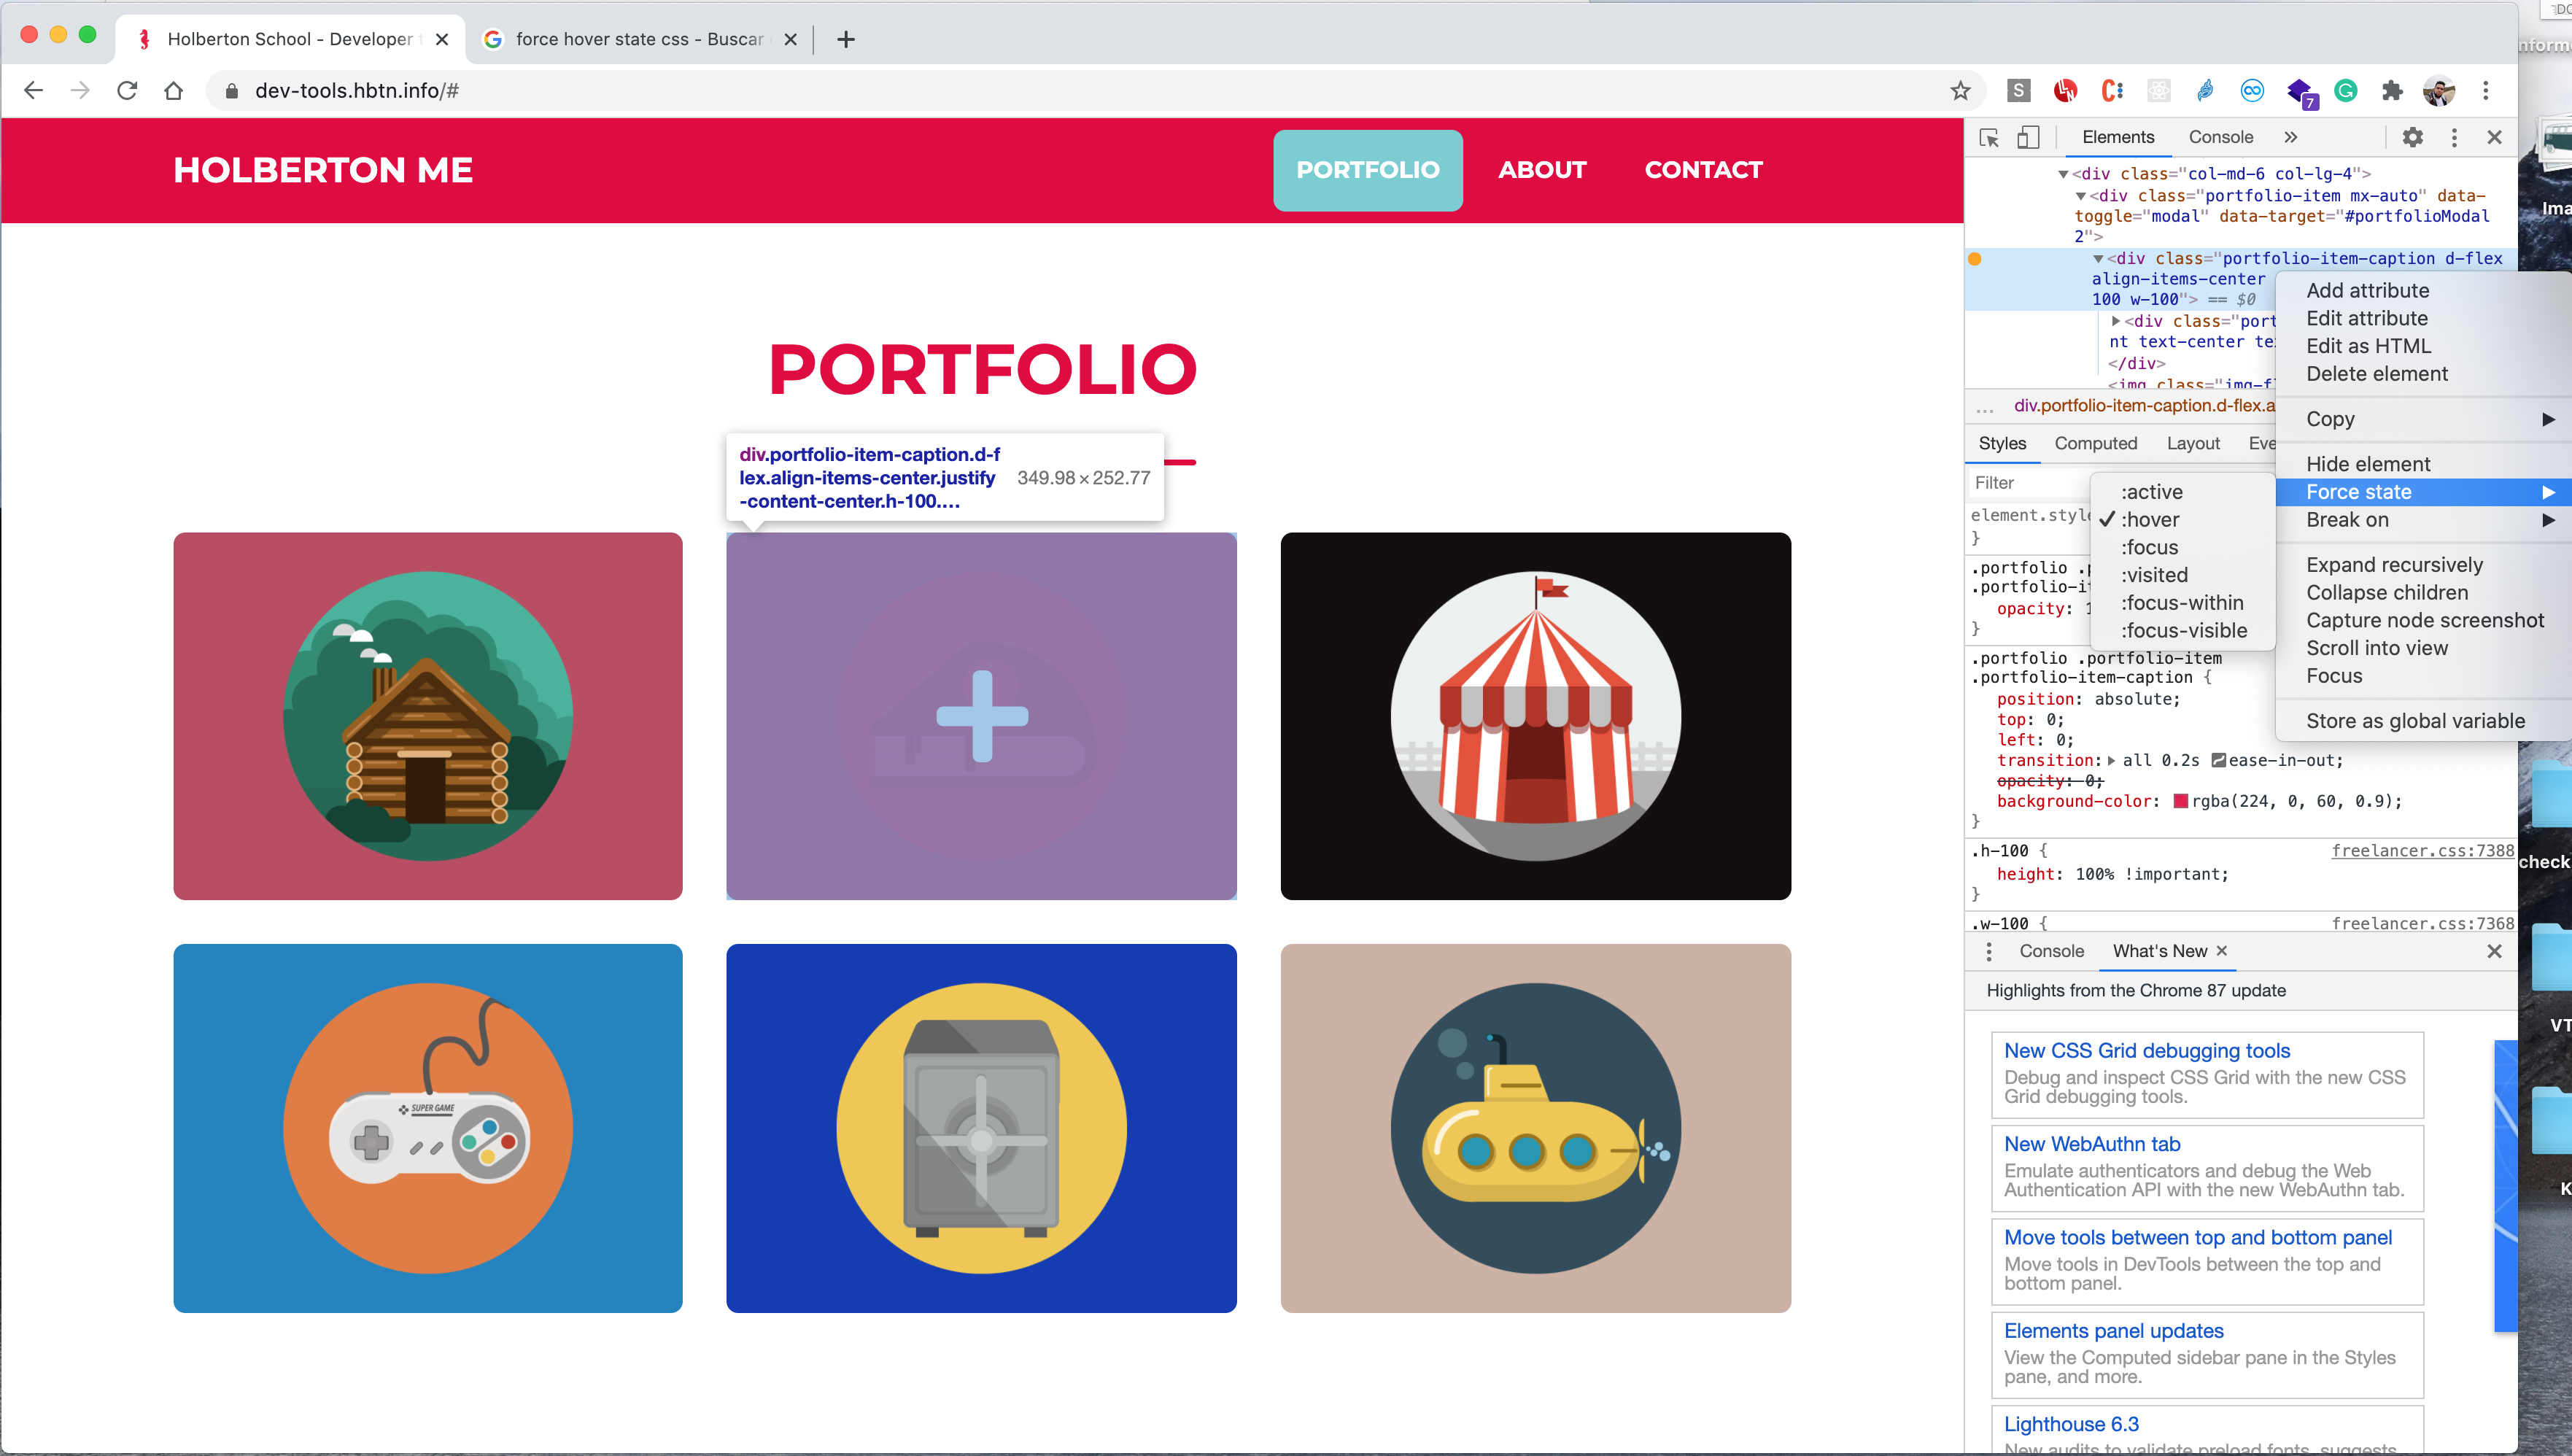 Holberton School - Developer t
force hover state css - Buscar
dev-tools.hbtn.info/#
7
HOLBERTON ME
PORTFOLIO
ABOUT
CONTACT
PORTFOLIO
div.portfolio-item-caption.d-f
lex.align-items-center.justify
-content-center.h-100....
349.98 × 252.77
SUPER GAME
Elements
Console
<div class="col-md-6 col-lg-4">
<div class="portfolio-item mx-auto" data-
toggle="modal" data-target="#portfolioModal
2">
<div class="portfolio-item-caption d-flex
align-items-center
100 w-100"> == $0
<div class="port
nt text-center te
</div>
<img class="img-f
... div.portfolio-item-caption.d-flex.a
Styles
Computed
Layout
Eve
Filter
element.style
}
.portfolio .p
.portfolio-it
opacity: 1
}
.portfolio .portfolio-item
.portfolio-item-caption {
position: absolute;
top: 0;
left: 0;
transition: all 0.2s ease-in-out;
opacity: 0;
background-color: rgba(224, 0, 60, 0.9);
}
.h-100 {
freelancer.css:7388
height: 100% !important;
}
.w-100 {
freelancer.css:7368
:active
:hover
:focus
:visited
:focus-within
:focus-visible
Add attribute
Edit attribute
Edit as HTML
Delete element
Copy
Hide element
Force state
Break on
Expand recursively
Collapse children
Capture node screenshot
Scroll into view
Focus
Store as global variable
Console
What's New
Highlights from the Chrome 87 update
New CSS Grid debugging tools
Debug and inspect CSS Grid with the new CSS
Grid debugging tools.
New WebAuthn tab
Emulate authenticators and debug the Web
Authentication API with the new WebAuthn tab.
Move tools between top and bottom panel
Move tools in DevTools between the top and
bottom panel.
Elements panel updates
View the Computed sidebar pane in the Styles
pane, and more.
Lighthouse 6.3
New audits to validate preload fonts, suggests
nform
Ima
check
VT
K